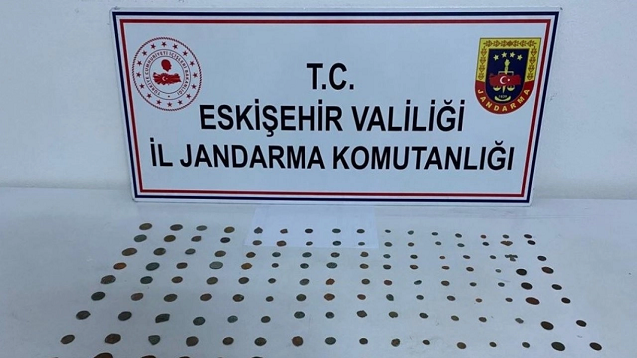 T.C.
ESKİŞEHİR VALİLİĞİ
İL JANDARMA KOMUTANLIĞI
JANDARMA